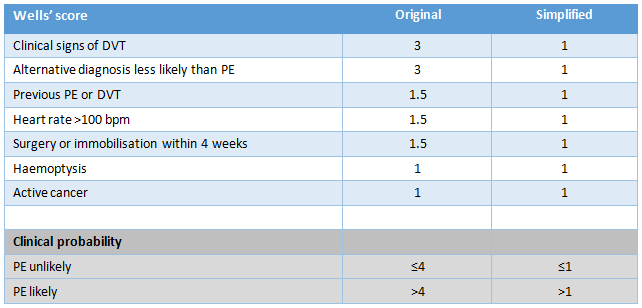 Wells' score Original Simplified
Clinical signs of DVT 3 1
Alternative diagnosis less likely than PE 3 1
Previous PE or DVT 1.5 1
Heart rate >100 bpm 1.5 1
Surgery or immobilisation within 4 weeks 1.5 1
Haemoptysis 1 1
Active cancer 1 1
Clinical probability
PE unlikely ≤4 ≤1
PE likely >4 >1